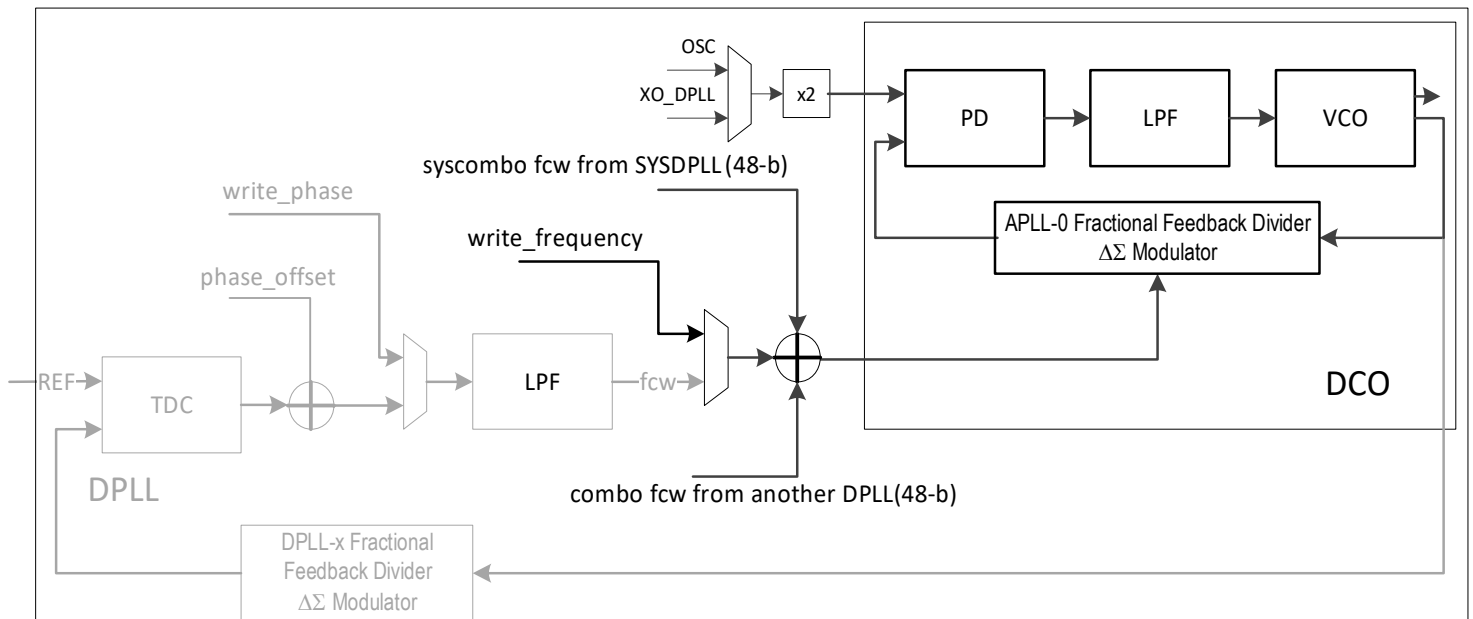 OSC
XO_DPLL
x2
PD
LPF
VCO
syscombo fcw from SYSDPLL (48-b)
write_phase
write_frequency
APLL-0 Fractional Feedback Divider
ΔΣ Modulator
phase_offset
REF
TDC
LPF
fcw
DCO
DPLL
combo fcw from another DPLL(48-b)
DPLL-x Fractional
Feedback Divider
ΔΣ Modulator